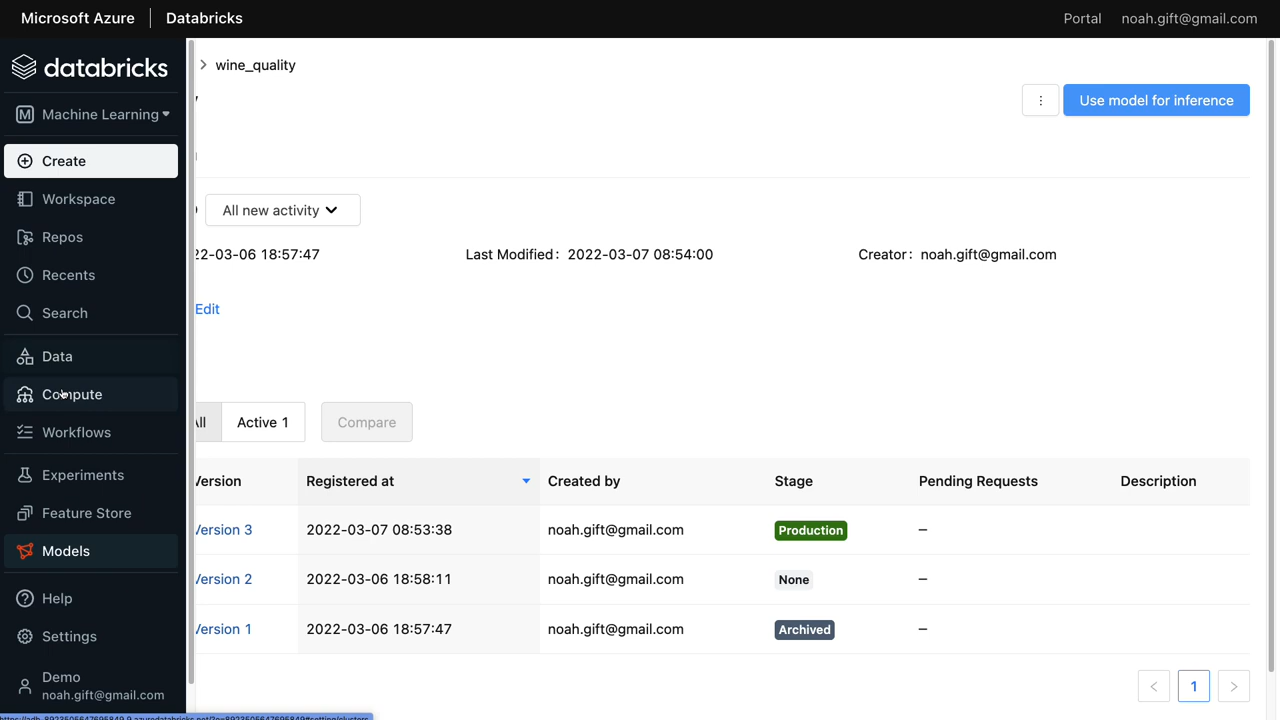 Microsoft Azure
Databricks
Portal
noah.gift@gmail.com
databricks
Machine Learning
Create
Workspace
Repos
Recents
Search
Data
Compute
Workflows
Experiments
Feature Store
Models
Help
Settings
Demo
noah.gift@gmail.com
wine_quality
Use model for inference
All new activity
22-03-06 18:57:47
Last Modified: 2022-03-07 08:54:00
Creator: noah.gift@gmail.com
Edit
All
Active 1
Compare
Version Registered at Created by Stage Pending Requests Description
Version 3 2022-03-07 08:53:38 noah.gift@gmail.com Production –
Version 2 2022-03-06 18:58:11 noah.gift@gmail.com None –
Version 1 2022-03-06 18:57:47 noah.gift@gmail.com Archived –
1